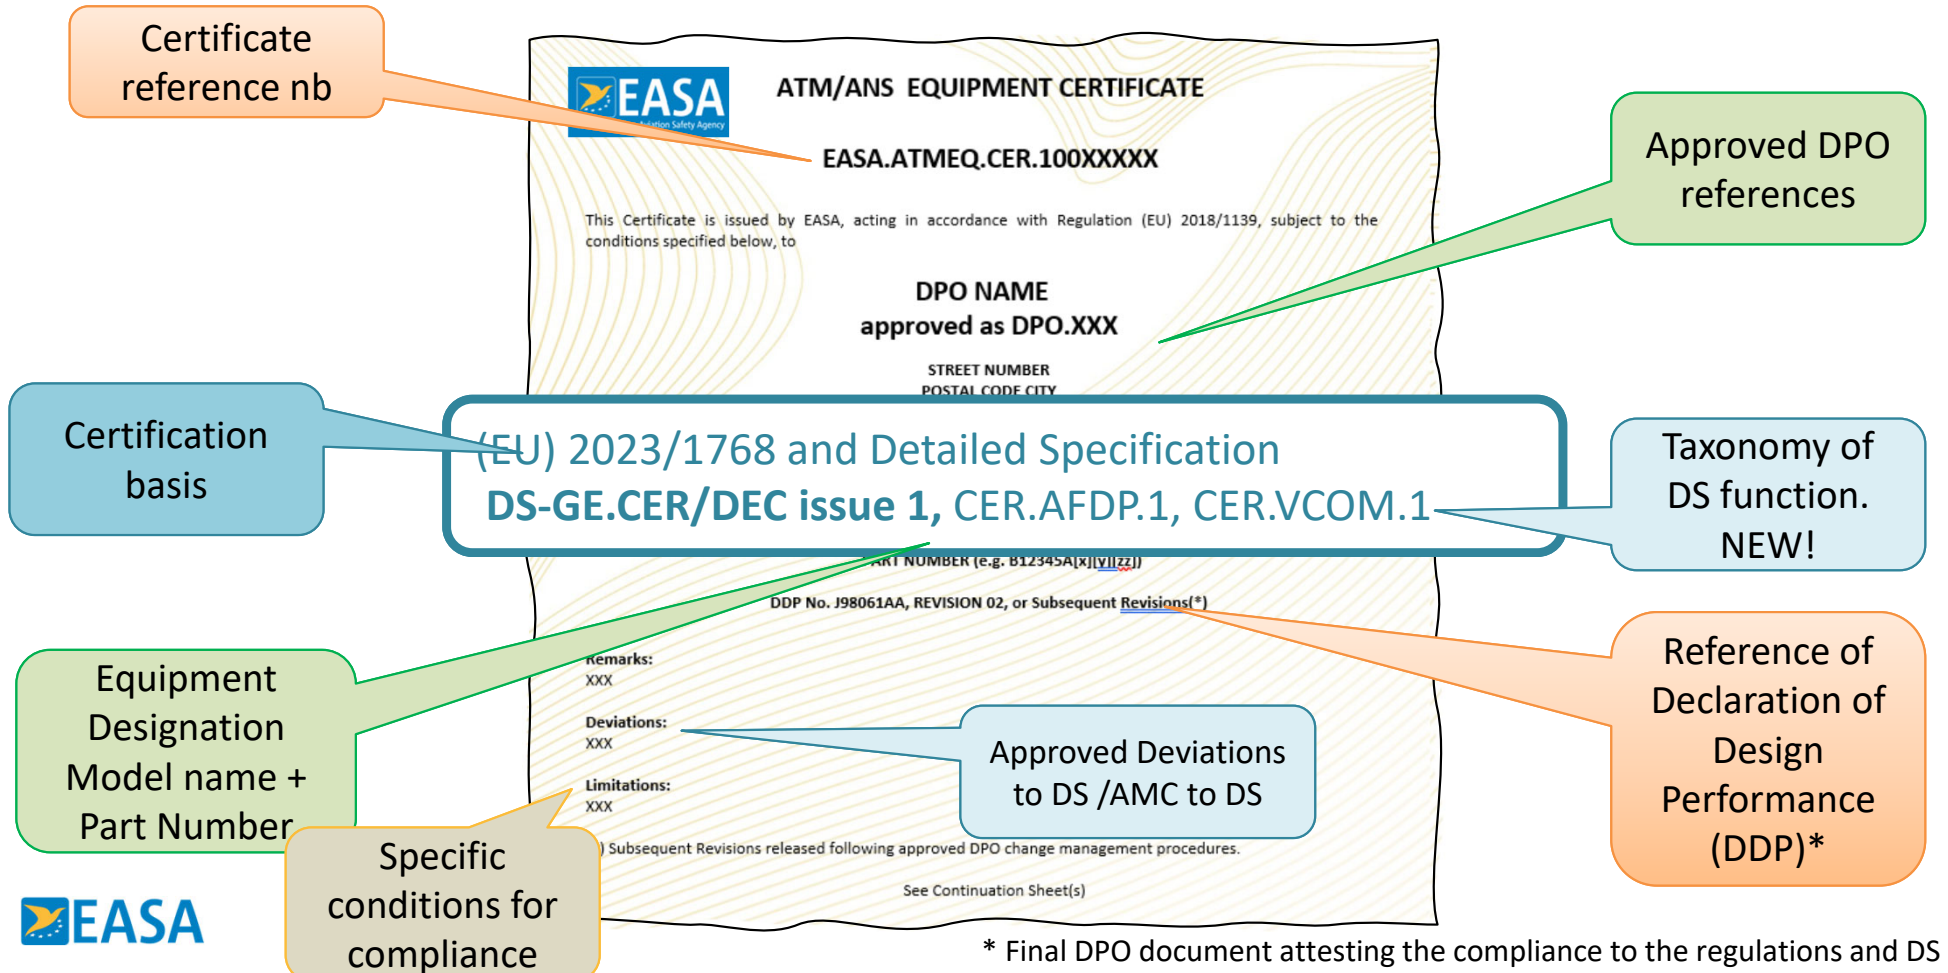 Certificate
reference nb
EASA
Aviation Safety Agency
ATM/ANS EQUIPMENT CERTIFICATE
EASA.ATMEQ.CER.100XXXXX
This Certificate is issued by EASA, acting in accordance with Regulation (EU) 2018/1139, subject to the
conditions specified below, to
Approved DPO
references
DPO NAME
approved as DPO.XXX
STREET NUMBER
POSTAL CODE CITY
Certification
basis
(EU) 2023/1768 and Detailed Specification
DS-GE.CER/DEC issue 1, CER.AFDP.1, CER.VCOM.1
Taxonomy of
DS function.
NEW!
NUMBER (e.g. B12345A[x][y][zz])
DDP No. J98061AA, REVISION 02, or Subsequent Revisions(*)
Equipment
Designation
Model name +
Part Number
Remarks:
XXX
Deviations:
XXX
Limitations:
XXX
Approved Deviations
to DS /AMC to DS
Reference of
Declaration of
Design
Performance
(DDP)*
Specific
conditions for
compliance
) Subsequent Revisions released following approved DPO change management procedures.
See Continuation Sheet(s)
EASA
* Final DPO document attesting the compliance to the regulations and DS